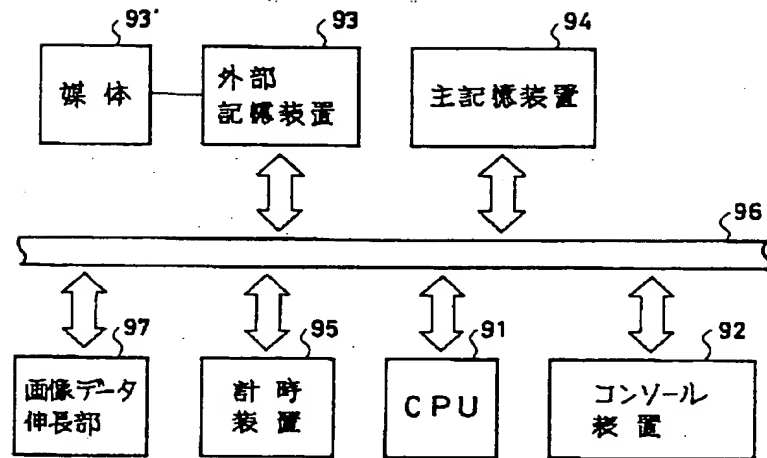 93'
93
94
媒体
外部
記憶装置
主記憶装置
96
97
95
91
92
画像データ
伸長部
計時
装置
CPU
コンソール
装置